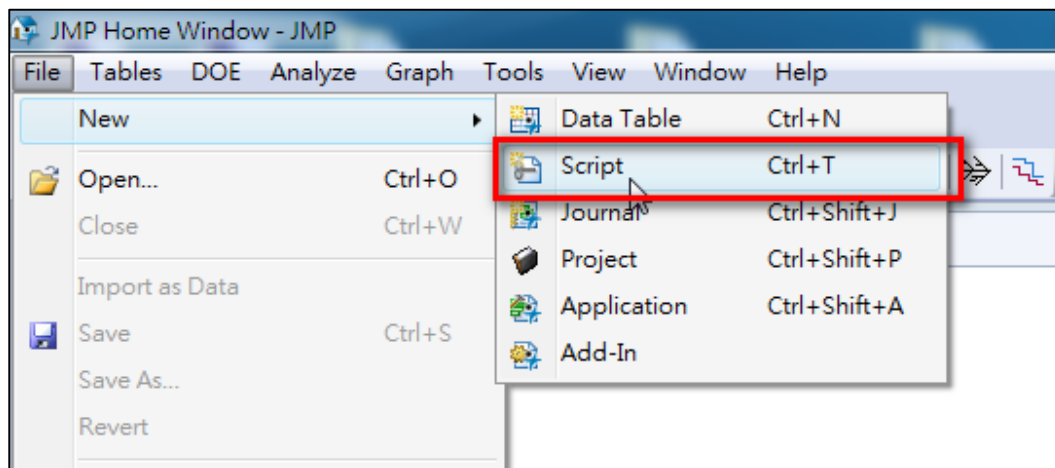 JMP Home Window - JMP
File Tables DOE Analyze Graph Tools View Window Help
New
Data Table Ctrl+N
Script Ctrl+T
Journal Ctrl+Shift+J
Project Ctrl+Shift+P
Application Ctrl+Shift+A
Add-In
Open... Ctrl+O
Close Ctrl+W
Import as Data
Save Ctrl+S
Save As...
Revert